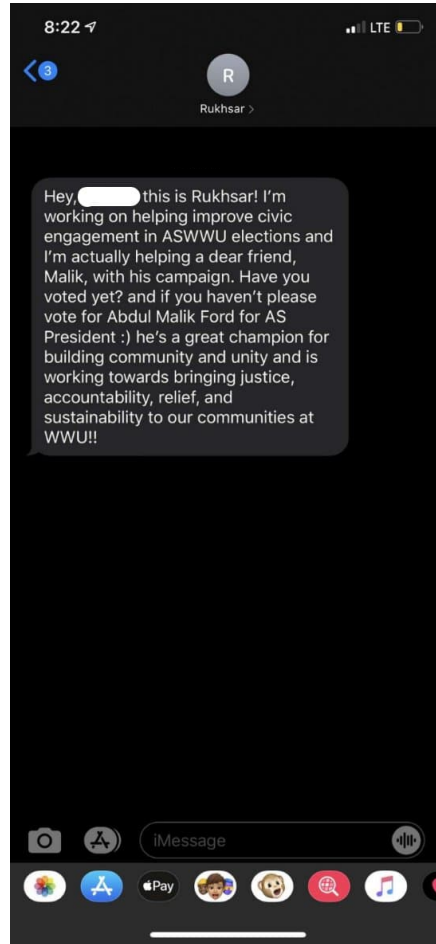 8:22
LTE
3
R
Rukhsar >
Hey, this is Rukhsar! I'm
working on helping improve civic
engagement in ASWWU elections and
I'm actually helping a dear friend,
Malik, with his campaign. Have you
voted yet? and if you haven't please
vote for Abdul Malik Ford for AS
President :) he's a great champion for
building community and unity and is
working towards bringing justice,
accountability, relief, and
sustainability to our communities at
WWU!!
iMessage
Pay